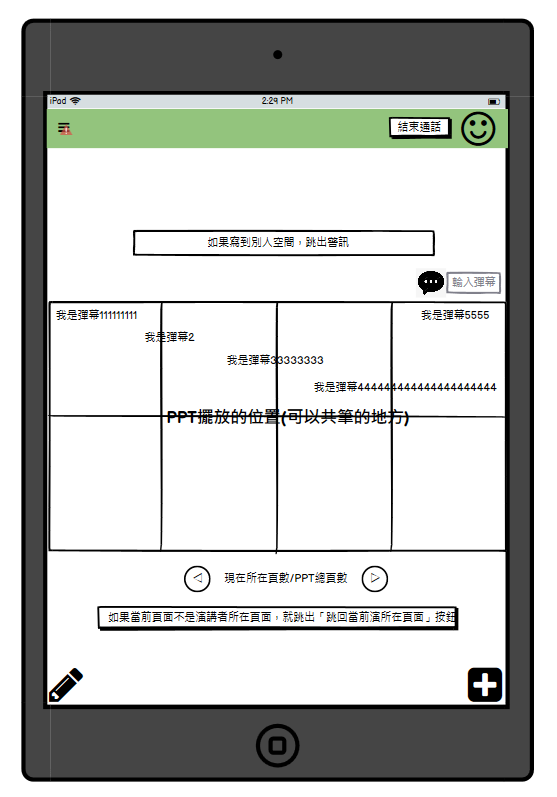 iPad 2:29 PM
結束通話
如果寫到別人空間，跳出警訊
輸入彈幕
我是彈幕111111111
我是彈幕5555
我是彈幕2
我是彈幕33333333
我是彈幕444444444444444444444
PPT擺放的位置(可以共筆的地方)
現在所在頁數/PPT總頁數
如果當前頁面不是演講者所在頁面，就跳出「跳回當前演所在頁面」按鈕